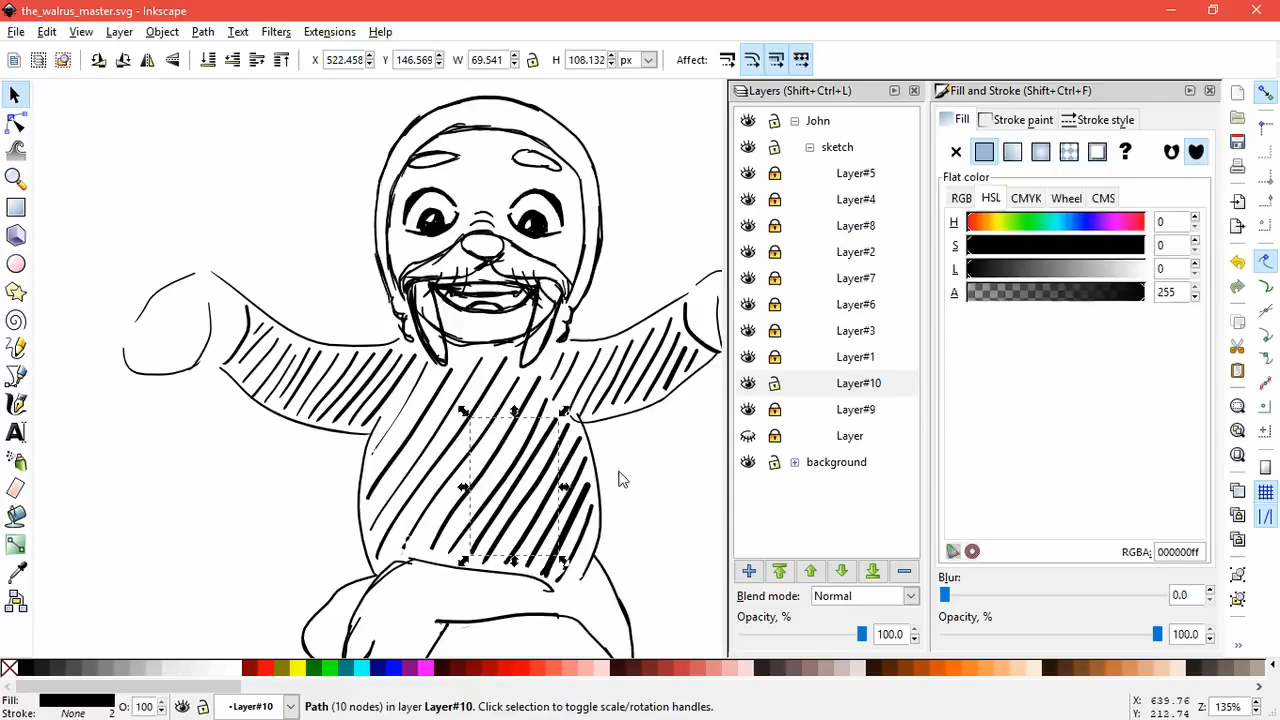 the_walrus_master.svg - Inkscape
File Edit View Layer Object Path Filters Text Filters Extensions Help
X 522.458 Y 146.569 W 69.541 H 108.132 px Affect:
Layers (Shift+Ctrl+L)
Fill and Stroke (Shift+Ctrl+F)
John
sketch
Layer#5
Layer#4
Layer#8
Layer#2
Layer#7
Layer#6
Layer#3
Layer#1
Layer#10
Layer#9
Layer
background
Blend mode: Normal
Opacity, %
100.0
Fill Stroke paint Stroke style
?
Flat color
RGB HSL CMYK Wheel CMS
H 0
S 0
L 0
A 255
RGBA: 000000ff
Blur:
0.0
Opacity, %
100.0
Fill:
Stroke: None 2
O: 100
•Layer#10
Path (10 nodes) in layer Layer#10. Click selection to toggle scale/rotation handles.
X: 639.76
Y: 212.74
Z: 135%